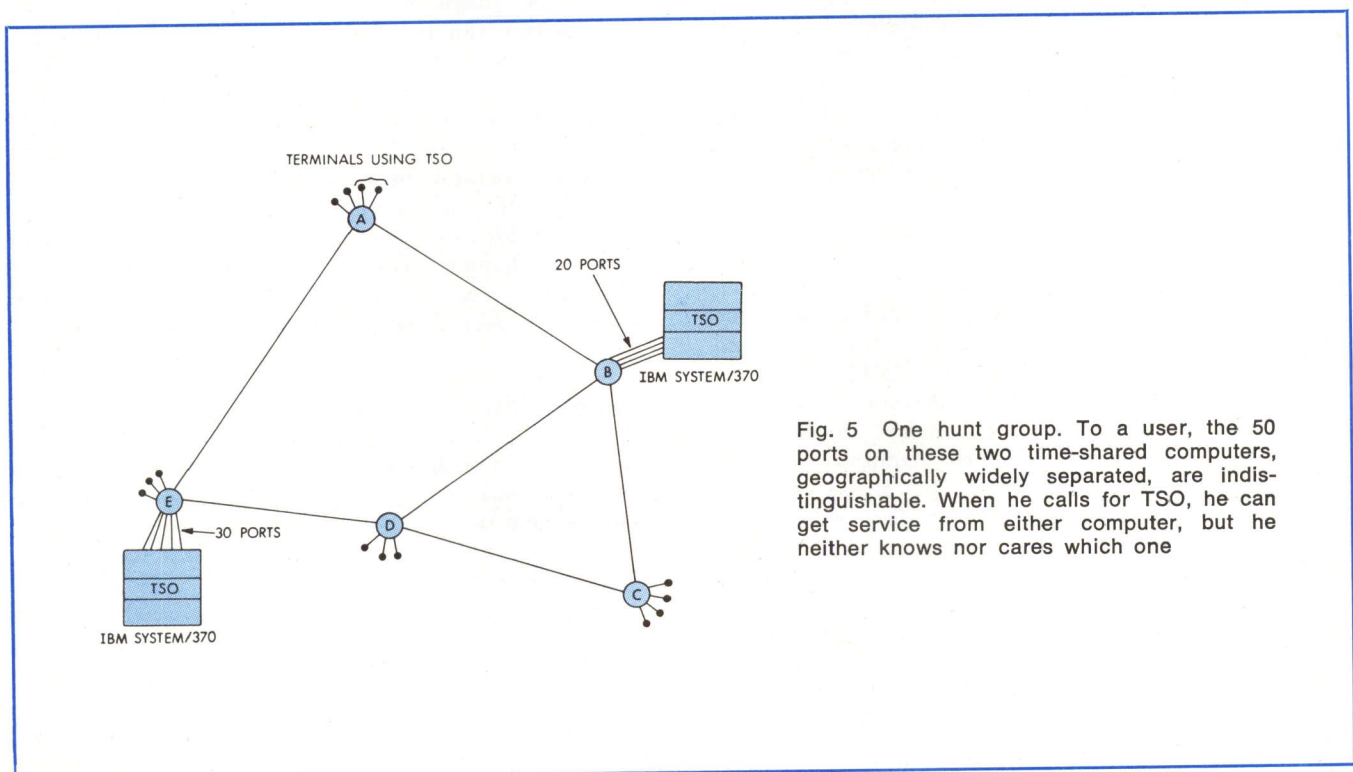 TERMINALS USING TSO
A
20 PORTS
TSO
B
IBM SYSTEM/370
E
30 PORTS
D
TSO
C
IBM SYSTEM/370
Fig. 5 One hunt group. To a user, the 50
ports on these two time-shared computers,
geographically widely separated, are indis-
tinguishable. When he calls for TSO, he can
get service from either computer, but he
neither knows nor cares which one